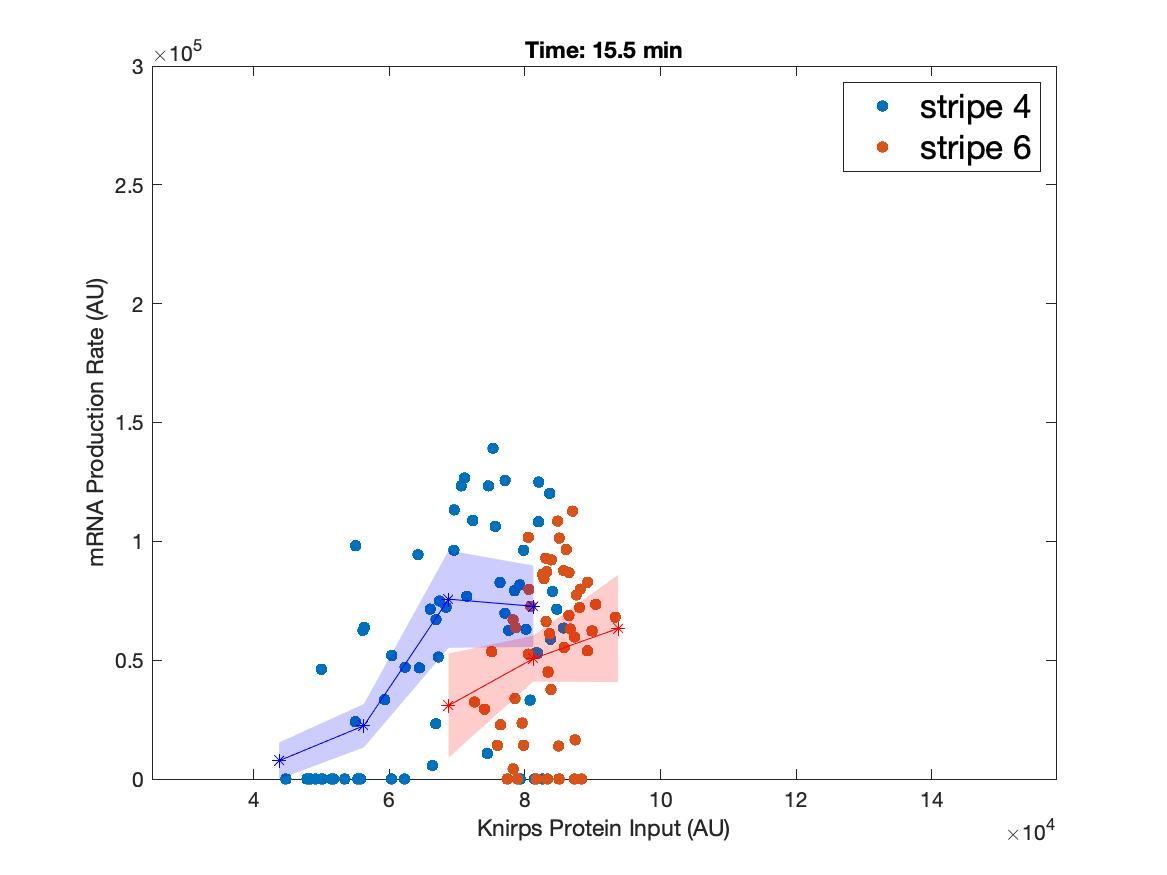 Time: 15.5 min
×10⁵
3
2.5
2
1.5
1
0.5
0
mRNA Production Rate (AU)
stripe 4
stripe 6
4 6 8 10 12 14
Knirps Protein Input (AU)
×10⁴